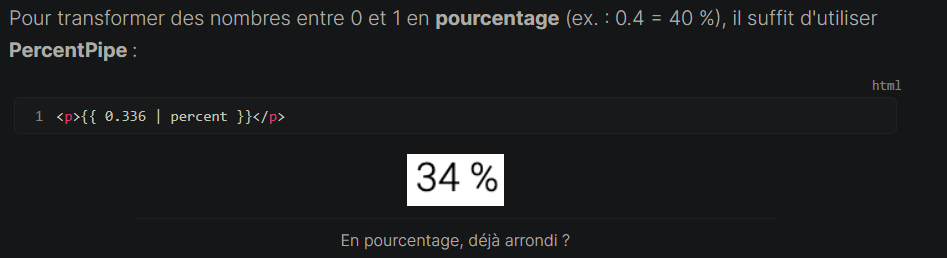 Pour transformer des nombres entre 0 et 1 en pourcentage (ex. : 0.4 = 40 %), il suffit d'utiliser
PercentPipe :
html
1 <p>{{ 0.336 | percent }}</p>
34 %
En pourcentage, déjà arrondi ?